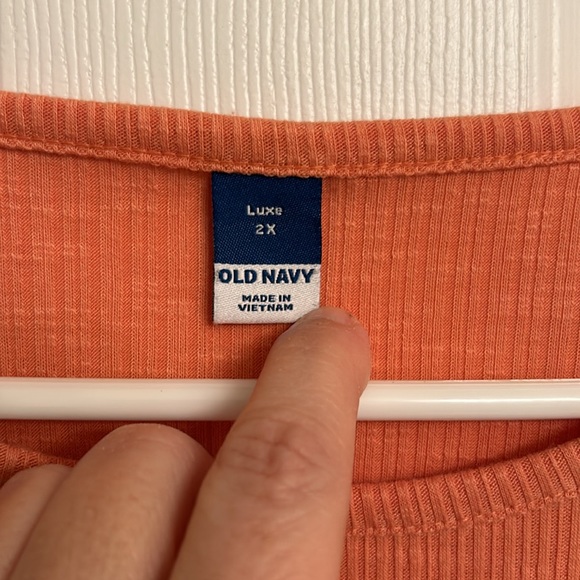 Luxe
2X
OLD NAVY
MADE IN
VIETNAM